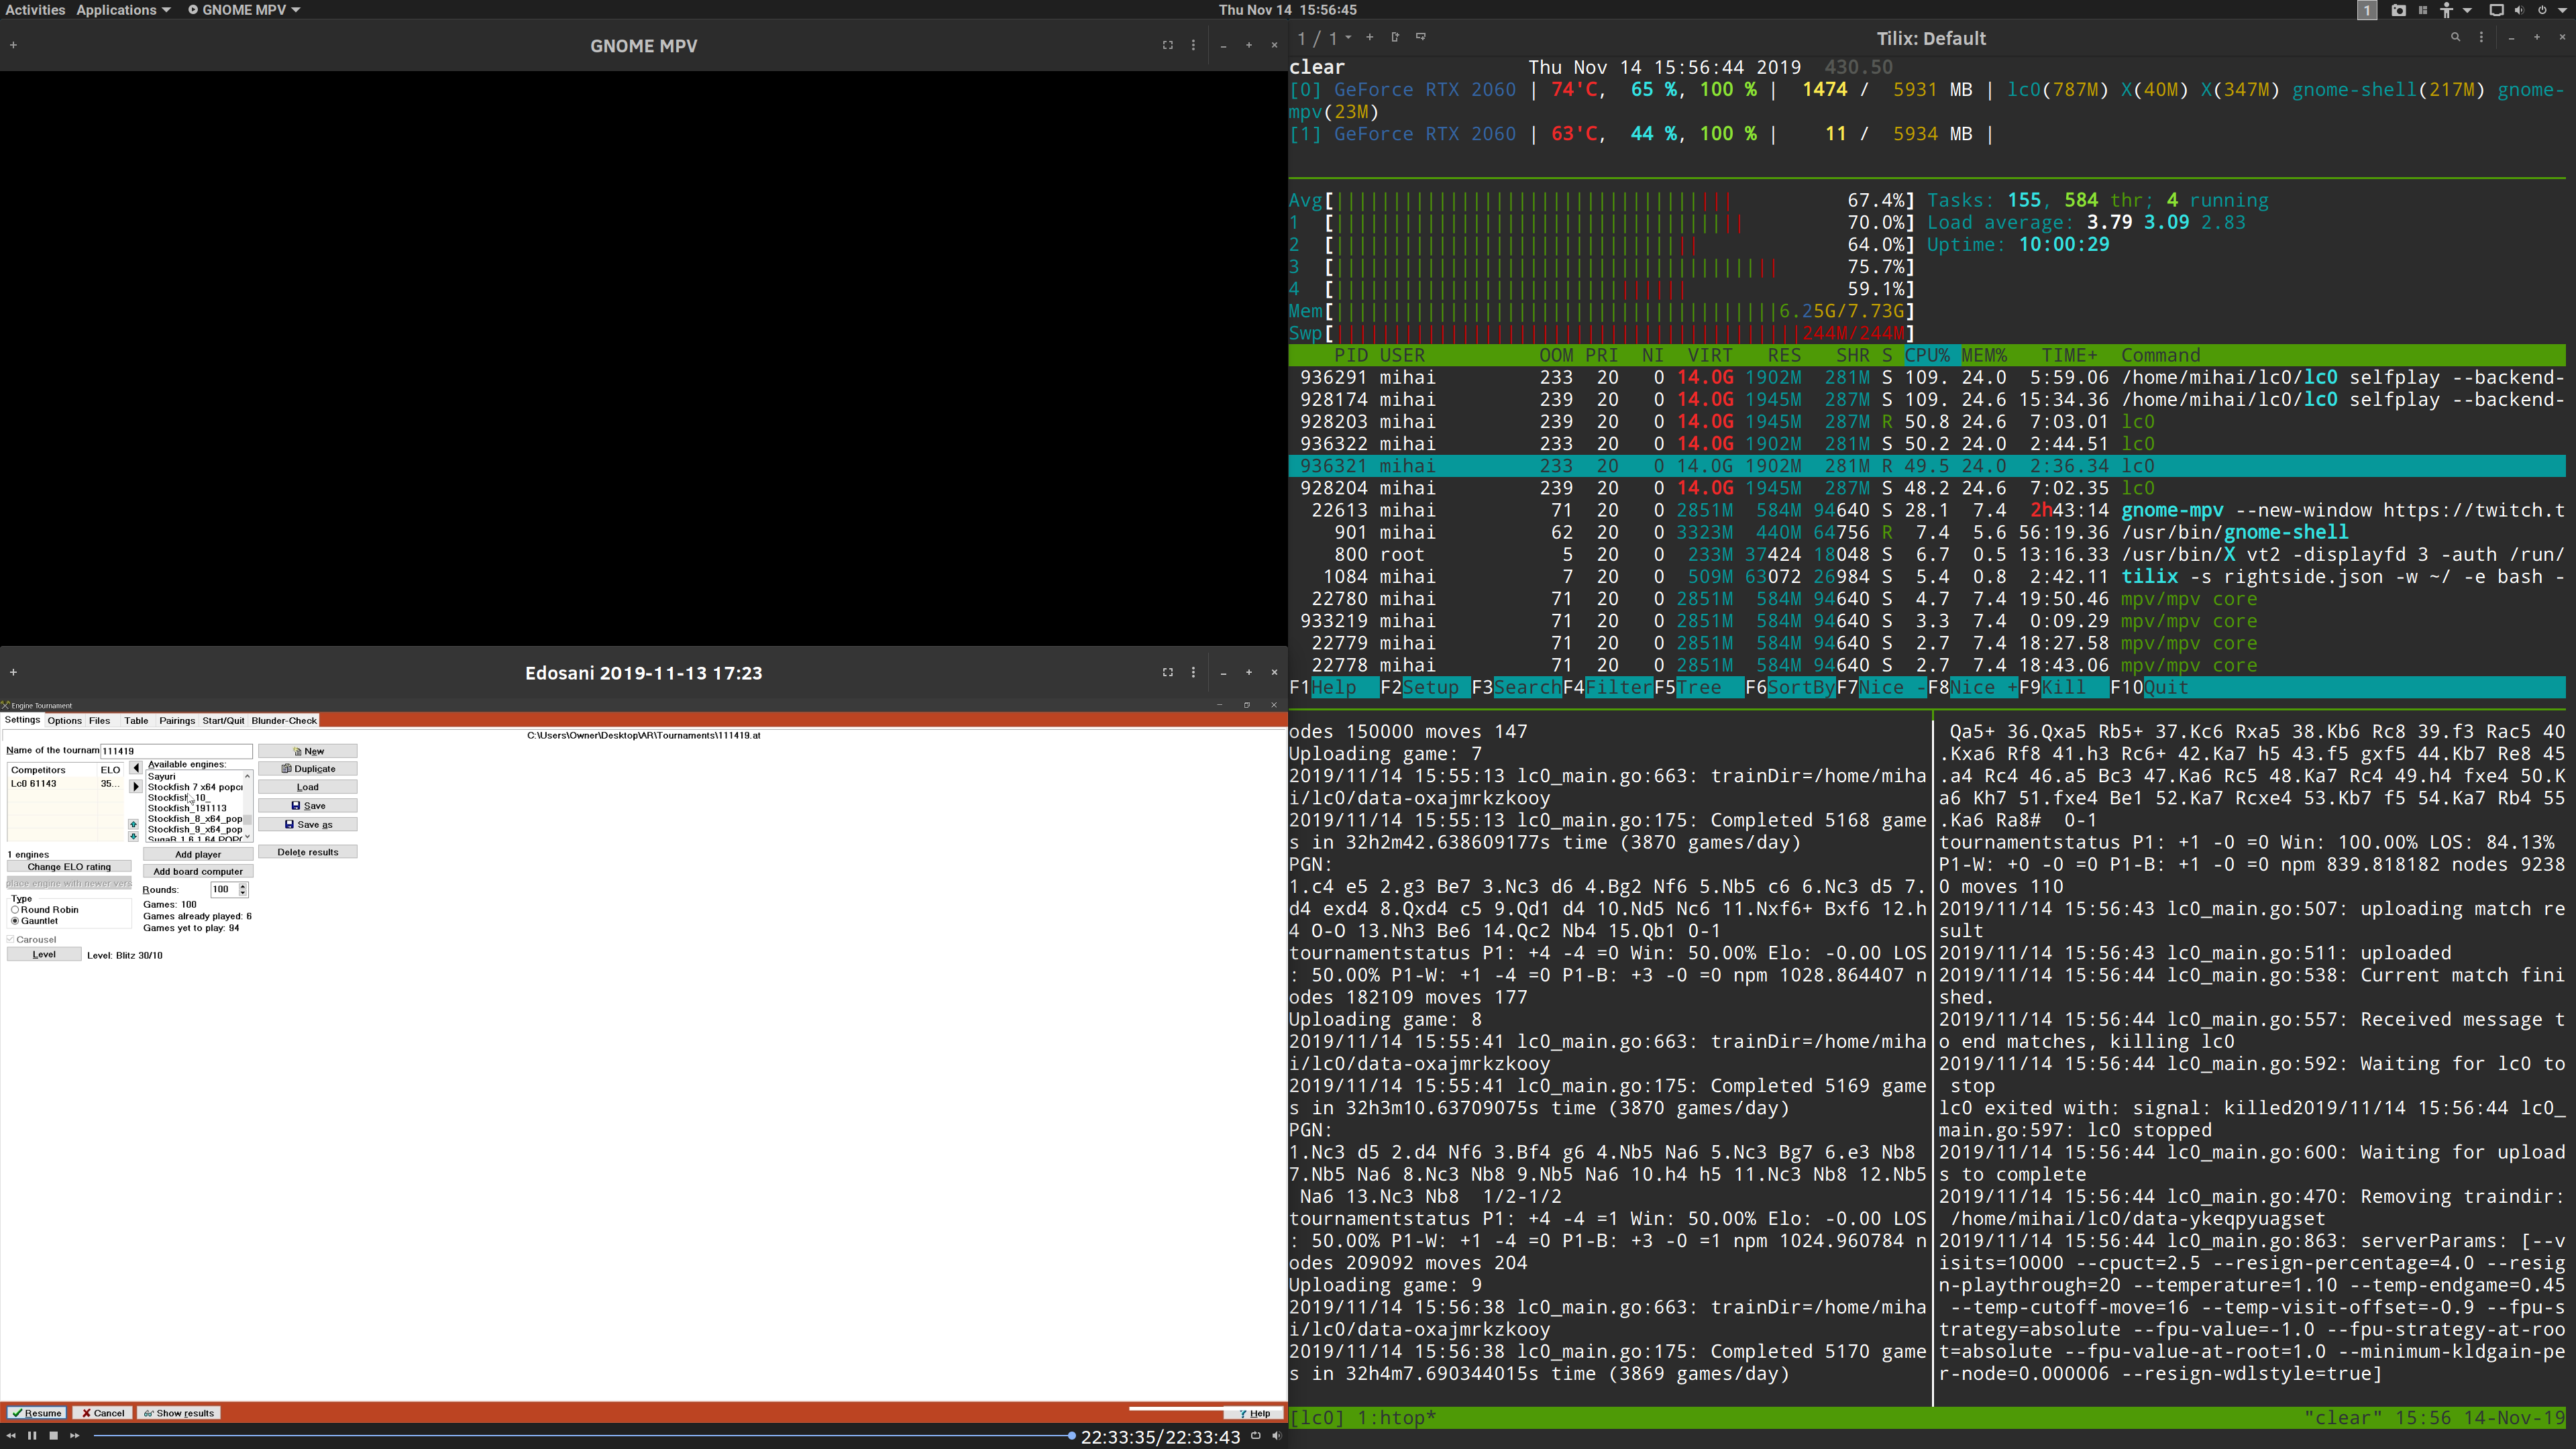 Activities Applications GNOME MPV Thu Nov 14 15:56:45 1
GNOME MPV
Edosani 2019-11-13 17:23
Engine Tournament
Settings Options Files Table Pairings Start/Quit Blunder-Check
C:\Users\Owner\Desktop\AR\Tournaments\111419.at
Name of the tournam 111419 New
Competitors ELO Available engines: Duplicate
Lc0 61143 35... Sayuri
Stockfish 7 x64 popcr Load
Stockfish_10_
Stockfish_191113 Save
Stockfish_8_x64_pop
Stockfish_9_x64_pop Save as
1 engines Add player Delete results
Change ELO rating Add board computer
place engine with newer vers
Rounds: 100
Type
Round Robin Games: 100
Gauntlet Games already played: 6
Games yet to play: 94
Carousel
Level Level: Blitz 30/10
Resume Cancel Show results Help
22:33:35/22:33:43
1 / 1 Tilix: Default
clear Thu Nov 14 15:56:44 2019 430.50
[0] GeForce RTX 2060 | 74'C, 65 %, 100 % | 1474 / 5931 MB | lc0(787M) X(40M) X(347M) gnome-shell(217M) gnome-
mpv(23M)
[1] GeForce RTX 2060 | 63'C, 44 %, 100 % | 11 / 5934 MB |
Avg[ 67.4%] Tasks: 155, 584 thr; 4 running
1 [ 70.0%] Load average: 3.79 3.09 2.83
2 [ 64.0%] Uptime: 10:00:29
3 [ 75.7%]
4 [ 59.1%]
Mem[ 6.25G/7.73G]
Swp[ 244M/244M]
PID USER OOM PRI NI VIRT RES SHR S CPU% MEM% TIME+ Command
936291 mihai 233 20 0 14.0G 1902M 281M S 109. 24.0 5:59.06 /home/mihai/lc0/lc0 selfplay --backend-
928174 mihai 239 20 0 14.0G 1945M 287M S 109. 24.6 15:34.36 /home/mihai/lc0/lc0 selfplay --backend-
928203 mihai 239 20 0 14.0G 1945M 287M R 50.8 24.6 7:03.01 lc0
936322 mihai 233 20 0 14.0G 1902M 281M S 50.2 24.0 2:44.51 lc0
936321 mihai 233 20 0 14.0G 1902M 281M R 49.5 24.0 2:36.34 lc0
928204 mihai 239 20 0 14.0G 1945M 287M S 48.2 24.6 7:02.35 lc0
22613 mihai 71 20 0 2851M 584M 94640 S 28.1 7.4 2h43:14 gnome-mpv --new-window https://twitch.t
901 mihai 62 20 0 3323M 440M 64756 R 7.4 5.6 56:19.36 /usr/bin/gnome-shell
800 root 5 20 0 233M 37424 18048 S 6.7 0.5 13:16.33 /usr/bin/X vt2 -displayfd 3 -auth /run/
1084 mihai 7 20 0 509M 63072 26984 S 5.4 0.8 2:42.11 tilix -s rightside.json -w ~/ -e bash -
22780 mihai 71 20 0 2851M 584M 94640 S 4.7 7.4 19:50.46 mpv/mpv core
933219 mihai 71 20 0 2851M 584M 94640 S 3.3 7.4 0:09.29 mpv/mpv core
22779 mihai 71 20 0 2851M 584M 94640 S 2.7 7.4 18:27.58 mpv/mpv core
22778 mihai 71 20 0 2851M 584M 94640 S 2.7 7.4 18:43.06 mpv/mpv core
F1Help F2Setup F3SearchF4FilterF5Tree F6SortByF7Nice -F8Nice +F9Kill F10Quit
odes 150000 moves 147
Uploading game: 7
2019/11/14 15:55:13 lc0_main.go:663: trainDir=/home/miha
i/lc0/data-oxajmrkzkooy
2019/11/14 15:55:13 lc0_main.go:175: Completed 5168 game
s in 32h2m42.638609177s time (3870 games/day)
PGN:
1.c4 e5 2.g3 Be7 3.Nc3 d6 4.Bg2 Nf6 5.Nb5 c6 6.Nc3 d5 7.
d4 exd4 8.Qxd4 c5 9.Qd1 d4 10.Nd5 Nc6 11.Nxf6+ Bxf6 12.h
4 O-O 13.Nh3 Be6 14.Qc2 Nb4 15.Qb1 0-1
tournamentstatus P1: +4 -4 =0 Win: 50.00% Elo: -0.00 LOS
: 50.00% P1-W: +1 -4 =0 P1-B: +3 -0 =0 npm 1028.864407 n
odes 182109 moves 177
Uploading game: 8
2019/11/14 15:55:41 lc0_main.go:663: trainDir=/home/miha
i/lc0/data-oxajmrkzkooy
2019/11/14 15:55:41 lc0_main.go:175: Completed 5169 game
s in 32h3m10.63709075s time (3870 games/day)
PGN:
1.Nc3 d5 2.d4 Nf6 3.Bf4 g6 4.Nb5 Na6 5.Nc3 Bg7 6.e3 Nb8
7.Nb5 Na6 8.Nc3 Nb8 9.Nb5 Na6 10.h4 h5 11.Nc3 Nb8 12.Nb5
Na6 13.Nc3 Nb8 1/2-1/2
tournamentstatus P1: +4 -4 =1 Win: 50.00% Elo: -0.00 LOS
: 50.00% P1-W: +1 -4 =0 P1-B: +3 -0 =1 npm 1024.960784 n
odes 209092 moves 204
Uploading game: 9
2019/11/14 15:56:38 lc0_main.go:663: trainDir=/home/miha
i/lc0/data-oxajmrkzkooy
2019/11/14 15:56:38 lc0_main.go:175: Completed 5170 game
s in 32h4m7.690344015s time (3869 games/day)
Qa5+ 36.Qxa5 Rb5+ 37.Kc6 Rxa5 38.Kb6 Rc8 39.f3 Rac5 40
.Kxa6 Rf8 41.h3 Rc6+ 42.Ka7 h5 43.f5 gxf5 44.Kb7 Re8 45
.a4 Rc4 46.a5 Bc3 47.Ka6 Rc5 48.Ka7 Rc4 49.h4 fxe4 50.K
a6 Kh7 51.fxe4 Be1 52.Ka7 Rcxe4 53.Kb7 f5 54.Ka7 Rb4 55
.Ka6 Ra8# 0-1
tournamentstatus P1: +1 -0 =0 Win: 100.00% LOS: 84.13%
P1-W: +0 -0 =0 P1-B: +1 -0 =0 npm 839.818182 nodes 9238
0 moves 110
2019/11/14 15:56:43 lc0_main.go:507: uploading match re
sult
2019/11/14 15:56:43 lc0_main.go:511: uploaded
2019/11/14 15:56:44 lc0_main.go:538: Current match fini
shed.
2019/11/14 15:56:44 lc0_main.go:557: Received message t
o end matches, killing lc0
2019/11/14 15:56:44 lc0_main.go:592: Waiting for lc0 to
stop
lc0 exited with: signal: killed2019/11/14 15:56:44 lc0_
main.go:597: lc0 stopped
2019/11/14 15:56:44 lc0_main.go:600: Waiting for upload
s to complete
2019/11/14 15:56:44 lc0_main.go:470: Removing traindir:
/home/mihai/lc0/data-ykeqpyuagset
2019/11/14 15:56:44 lc0_main.go:863: serverParams: [--v
isits=10000 --cpuct=2.5 --resign-percentage=4.0 --resig
n-playthrough=20 --temperature=1.10 --temp-endgame=0.45
--temp-cutoff-move=16 --temp-visit-offset=-0.9 --fpu-s
trategy=absolute --fpu-value=-1.0 --fpu-strategy-at-roo
t=absolute --fpu-value-at-root=1.0 --minimum-kldgain-pe
r-node=0.000006 --resign-wdlstyle=true]
[lc0] 1:htop* "clear" 15:56 14-Nov-19